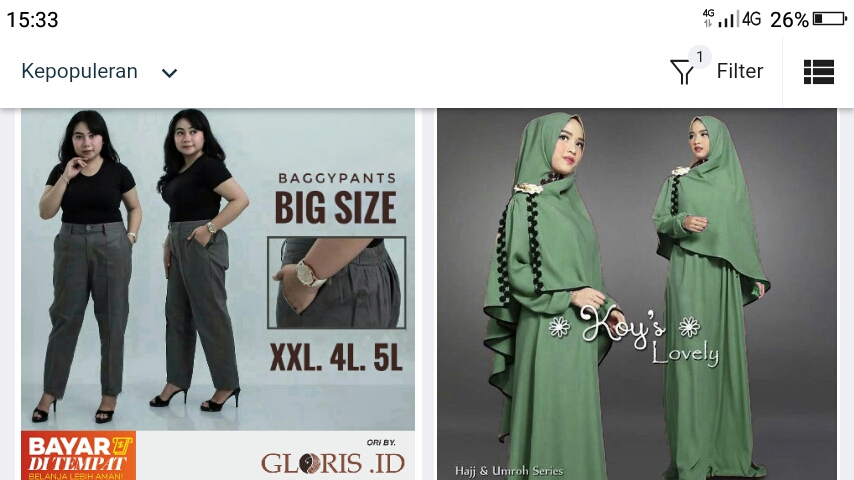 15:33
4G 4G 26%
Kepopuleran
1
Filter
BAGGYPANTS
BIG SIZE
XXL. 4L. 5L
BAYAR
DI TEMPAT
BELANJA LEBIH AMAN!
ORI BY.
GLORIS .ID
Koy's
Lovely
Hajj & Umroh Series